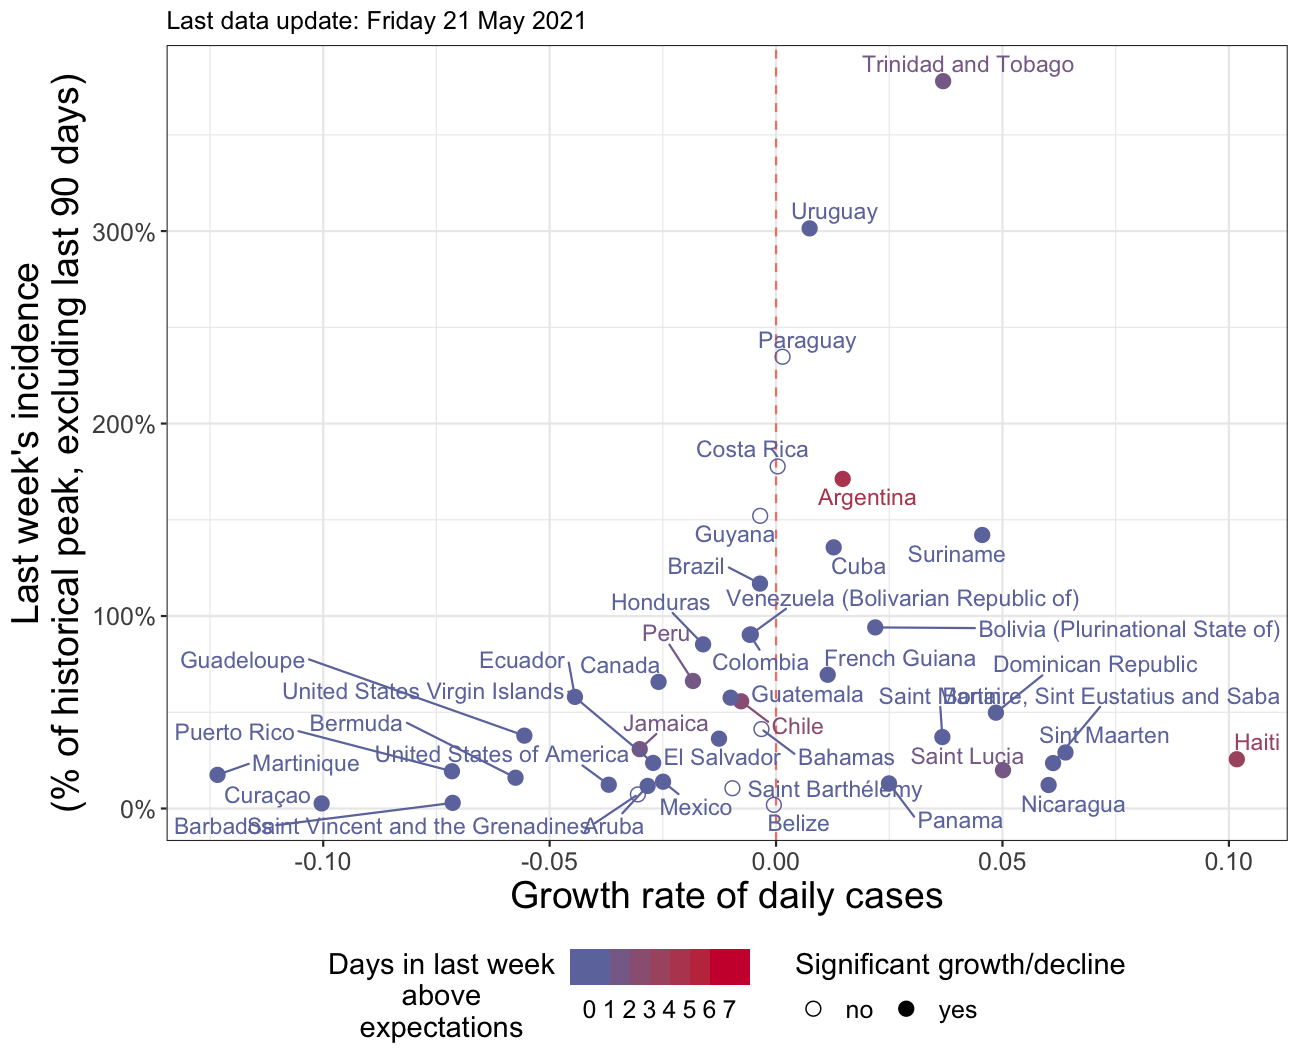 Last data update: Friday 21 May 2021
Last week's incidence
(% of historical peak, excluding last 90 days)
300%
200%
100%
0%
Trinidad and Tobago
Uruguay
Paraguay
Costa Rica
Argentina
Guyana
Suriname
Brazil
Cuba
Honduras
Venezuela (Bolivarian Republic of)
Peru
Bolivia (Plurinational State of)
Guadeloupe
Ecuador
Canada
Colombia
French Guiana
Dominican Republic
United States Virgin Islands
Guatemala
Saint Martin
Bonaire, Sint Eustatius and Saba
Puerto Rico
Bermuda
Jamaica
Chile
Sint Maarten
Haiti
Martinique
United States of America
El Salvador
Bahamas
Saint Lucia
Curaçao
Saint Barthélemy
Mexico
Nicaragua
Barbados
Saint Vincent and the Grenadines
Aruba
Belize
Panama
-0.10
-0.05
0.00
0.05
0.10
Growth rate of daily cases
Days in last week
above
expectations
0 1 2 3 4 5 6 7
Significant growth/decline
no
yes